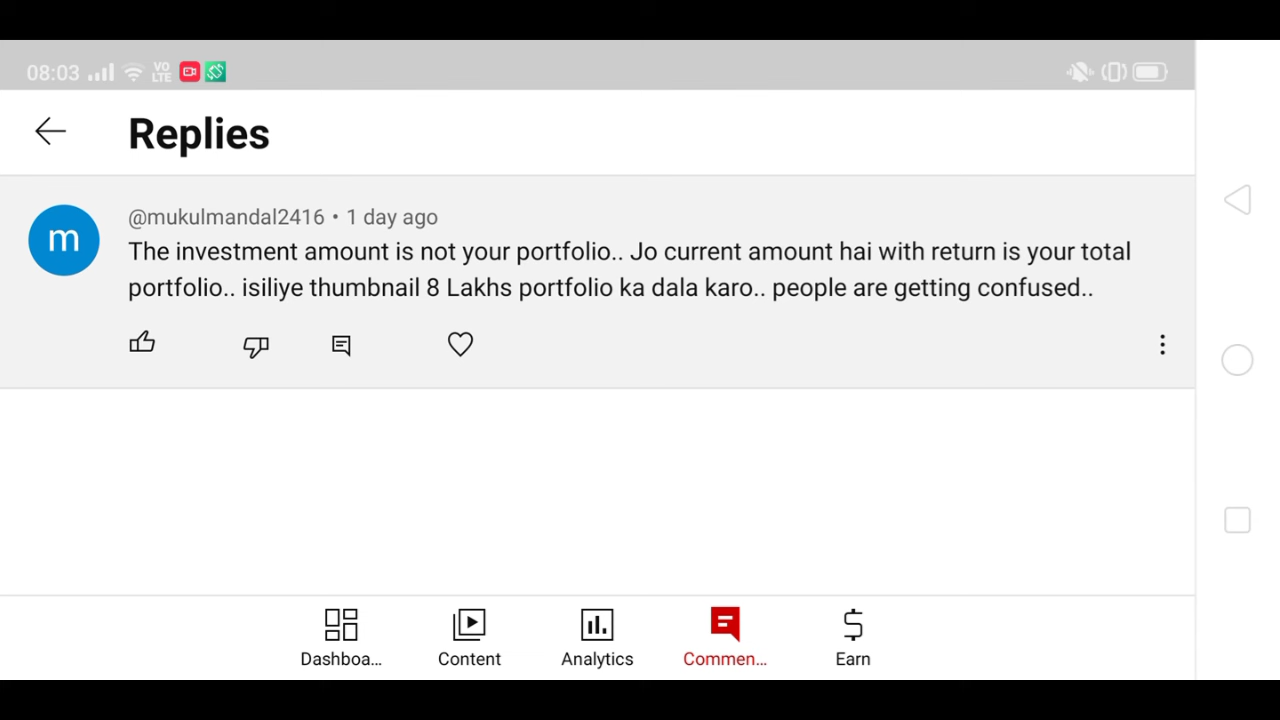 08:03 VO LTE
Replies
m
@mukulmandal2416 • 1 day ago
The investment amount is not your portfolio.. Jo current amount hai with return is your total
portfolio.. isiliye thumbnail 8 Lakhs portfolio ka dala karo.. people are getting confused..
Dashboa... Content Analytics Commen... Earn